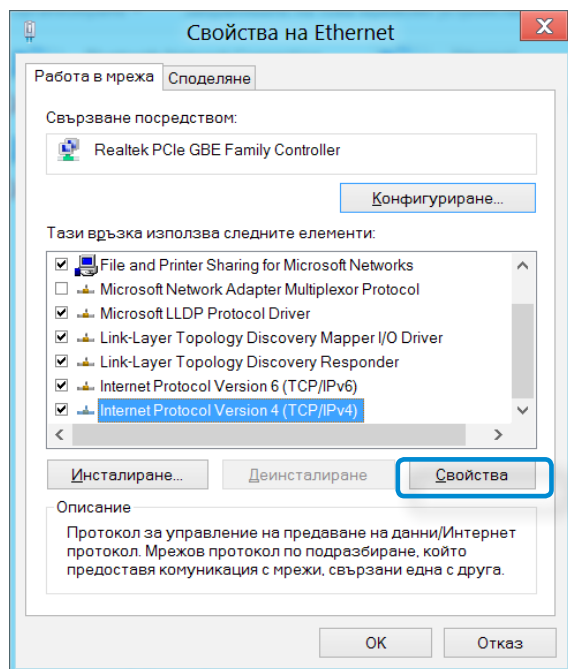 Свойства на Ethernet
X
Работа в мрежа Споделяне
Свързване посредством:
Realtek PCIe GBE Family Controller
Конфигуриране...
Тази връзка използва следните елементи:
File and Printer Sharing for Microsoft Networks
Microsoft Network Adapter Multiplexor Protocol
Microsoft LLDP Protocol Driver
Link-Layer Topology Discovery Mapper I/O Driver
Link-Layer Topology Discovery Responder
Internet Protocol Version 6 (TCP/IPv6)
Internet Protocol Version 4 (TCP/IPv4)
Инсталиране... Деинсталиране Свойства
Описание
Протокол за управление на предаване на данни/Интернет
протокол. Мрежов протокол по подразбиране, който
предоставя комуникация с мрежи, свързани една с друга.
OK Отказ